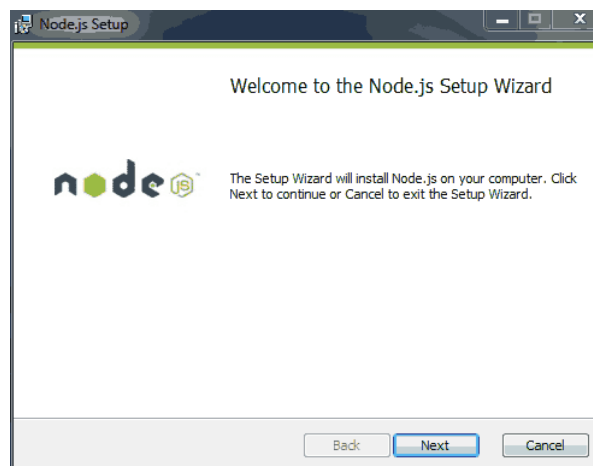 Node.js Setup
Welcome to the Node.js Setup Wizard
node JS
The Setup Wizard will install Node.js on your computer. Click
Next to continue or Cancel to exit the Setup Wizard.
Back
Next
Cancel